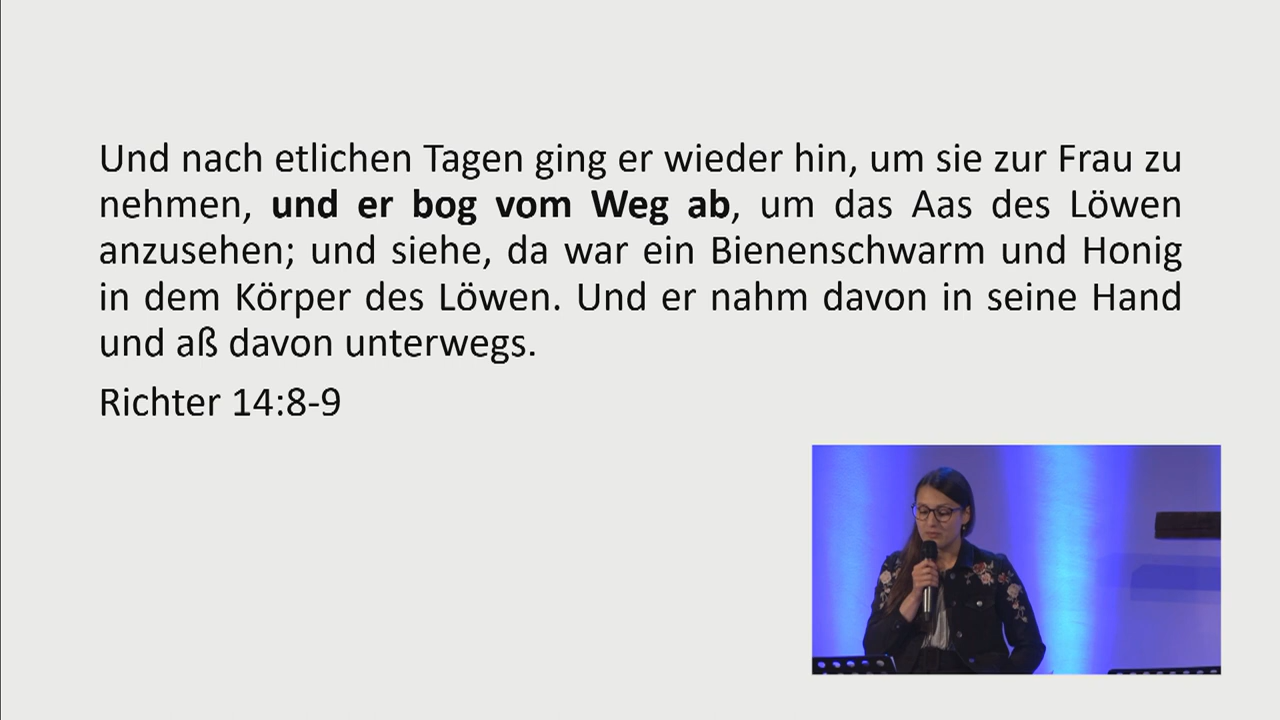 Und nach etlichen Tagen ging er wieder hin, um sie zur Frau zu
nehmen, und er bog vom Weg ab, um das Aas des Löwen
anzusehen; und siehe, da war ein Bienenschwarm und Honig
in dem Körper des Löwen. Und er nahm davon in seine Hand
und aß davon unterwegs.
Richter 14:8-9